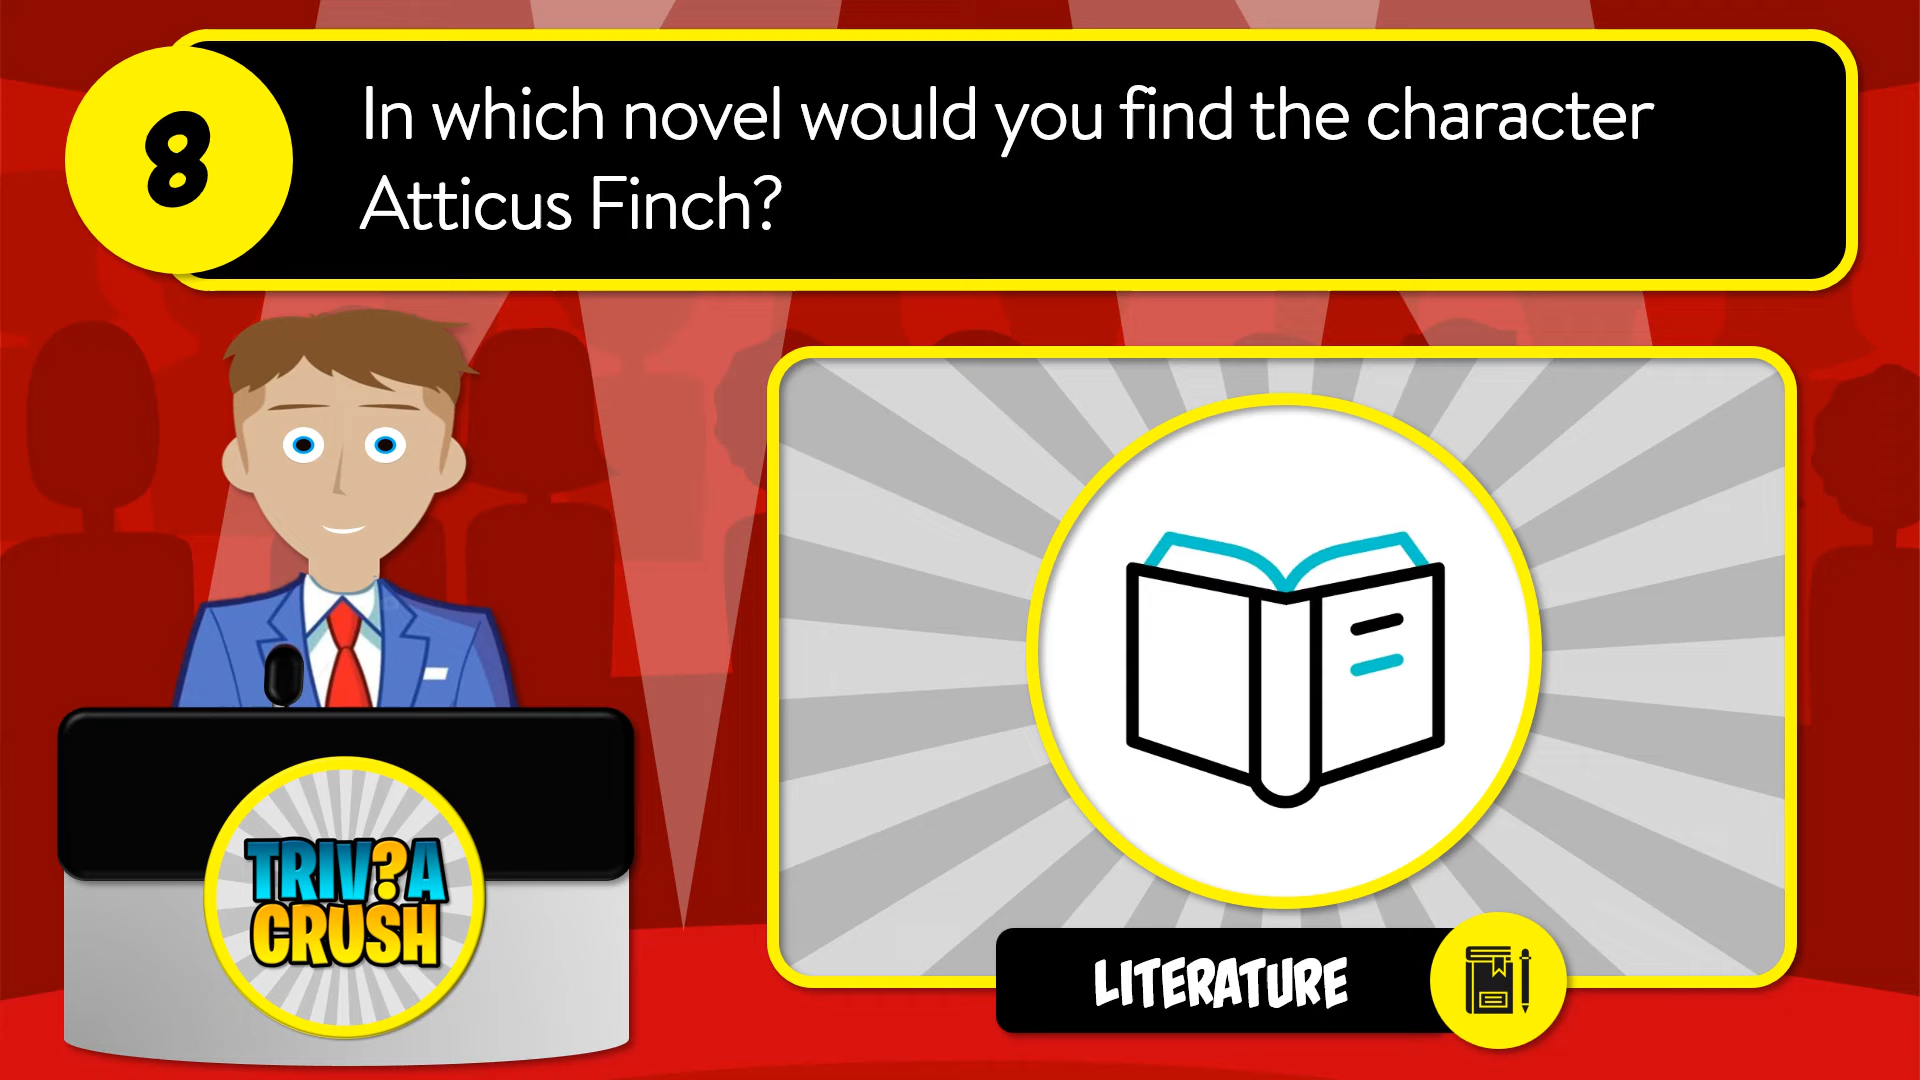 8
In which novel would you find the character
Atticus Finch?
TRIV?A
CRUSH
LITERATURE